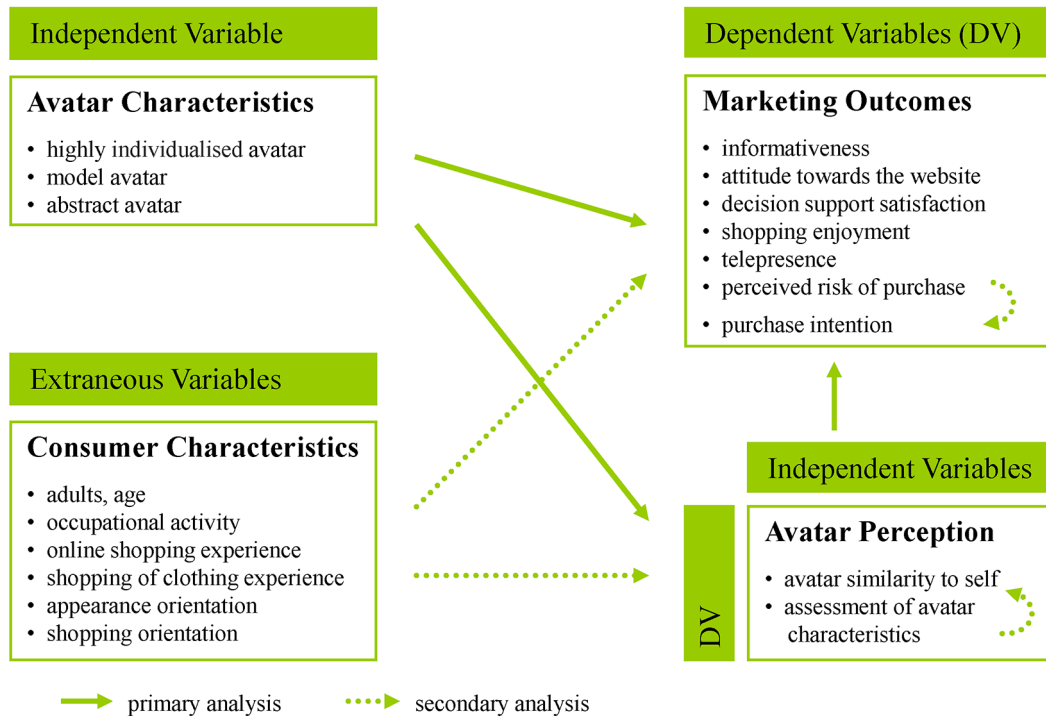 Independent Variable
Avatar Characteristics
• highly individualised avatar
• model avatar
• abstract avatar
Extraneous Variables
Consumer Characteristics
• adults, age
• occupational activity
• online shopping experience
• shopping of clothing experience
• appearance orientation
• shopping orientation
Dependent Variables (DV)
Marketing Outcomes
• informativeness
• attitude towards the website
• decision support satisfaction
• shopping enjoyment
• telepresence
• perceived risk of purchase
• purchase intention
Independent Variables
DV
Avatar Perception
• avatar similarity to self
• assessment of avatar
characteristics
primary analysis
secondary analysis